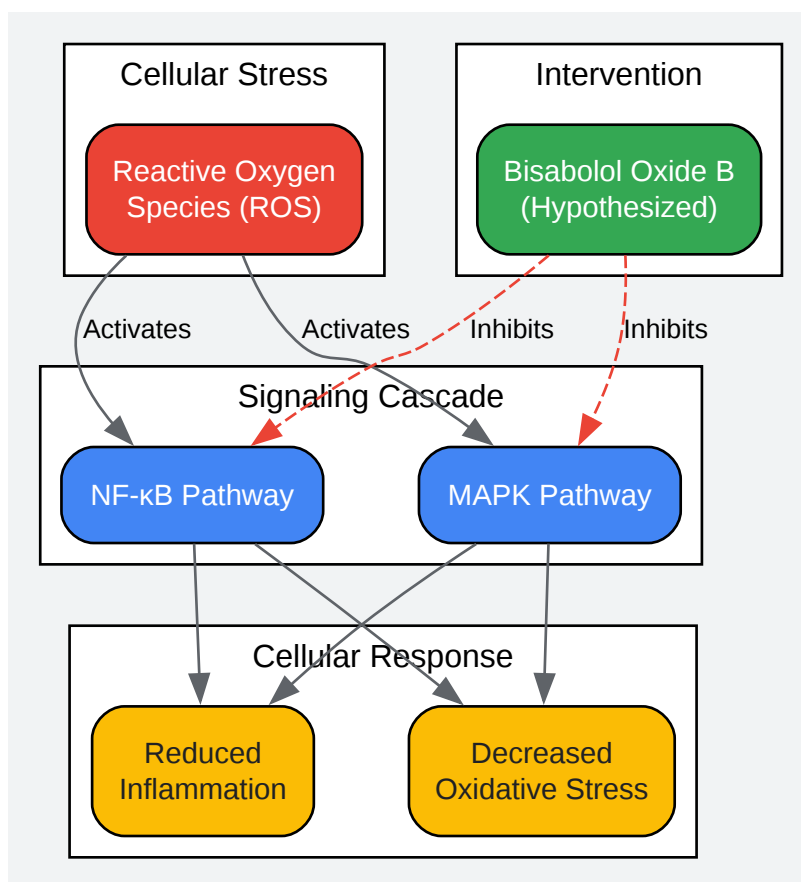 Cellular Stress
Reactive Oxygen
Species (ROS)
Intervention
Bisabolol Oxide B
(Hypothesized)
Activates
Activates
Inhibits
Inhibits
Signaling Cascade
NF-κB Pathway
MAPK Pathway
Cellular Response
Reduced
Inflammation
Decreased
Oxidative Stress